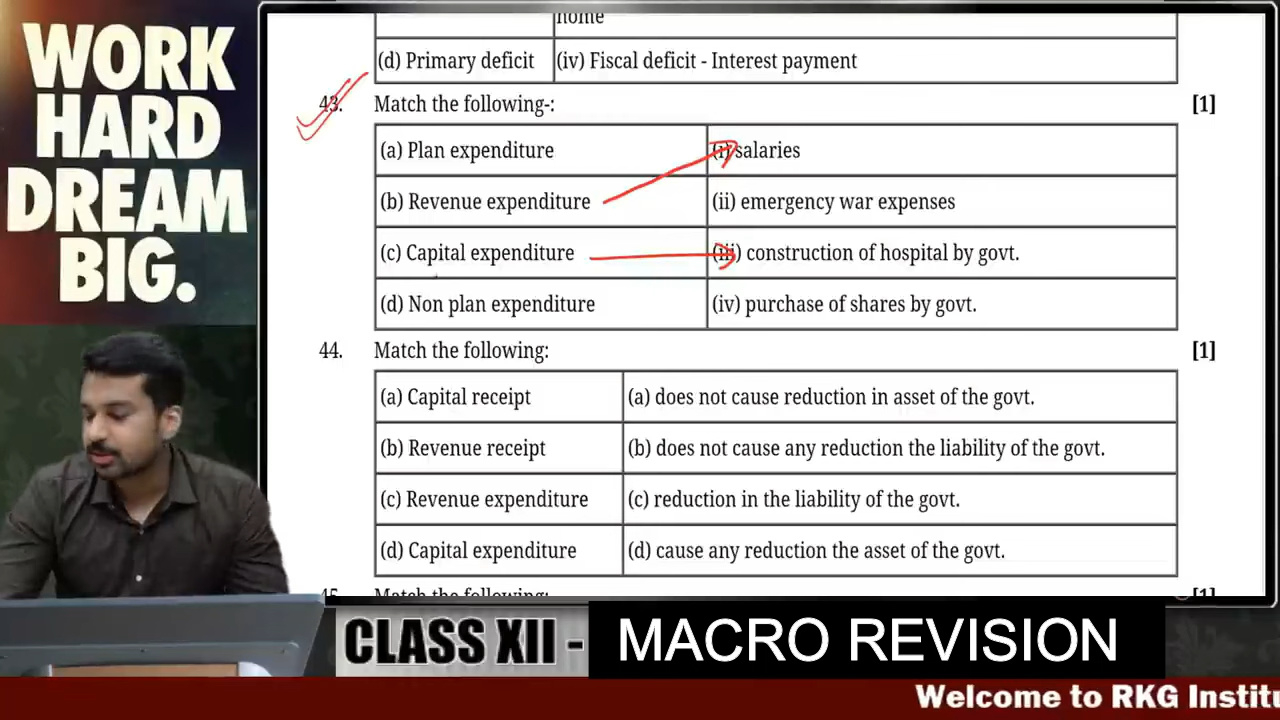 WORK
HARD
DREAM
BIG.
home
(d) Primary deficit (iv) Fiscal deficit - Interest payment
43. Match the following-: [1]
(a) Plan expenditure (i) salaries
(b) Revenue expenditure (ii) emergency war expenses
(c) Capital expenditure (iii) construction of hospital by govt.
(d) Non plan expenditure (iv) purchase of shares by govt.
44. Match the following: [1]
(a) Capital receipt (a) does not cause reduction in asset of the govt.
(b) Revenue receipt (b) does not cause any reduction the liability of the govt.
(c) Revenue expenditure (c) reduction in the liability of the govt.
(d) Capital expenditure (d) cause any reduction the asset of the govt.
45. Match the following: [1]
CLASS XII - MACRO REVISION
Welcome to RKG Institu